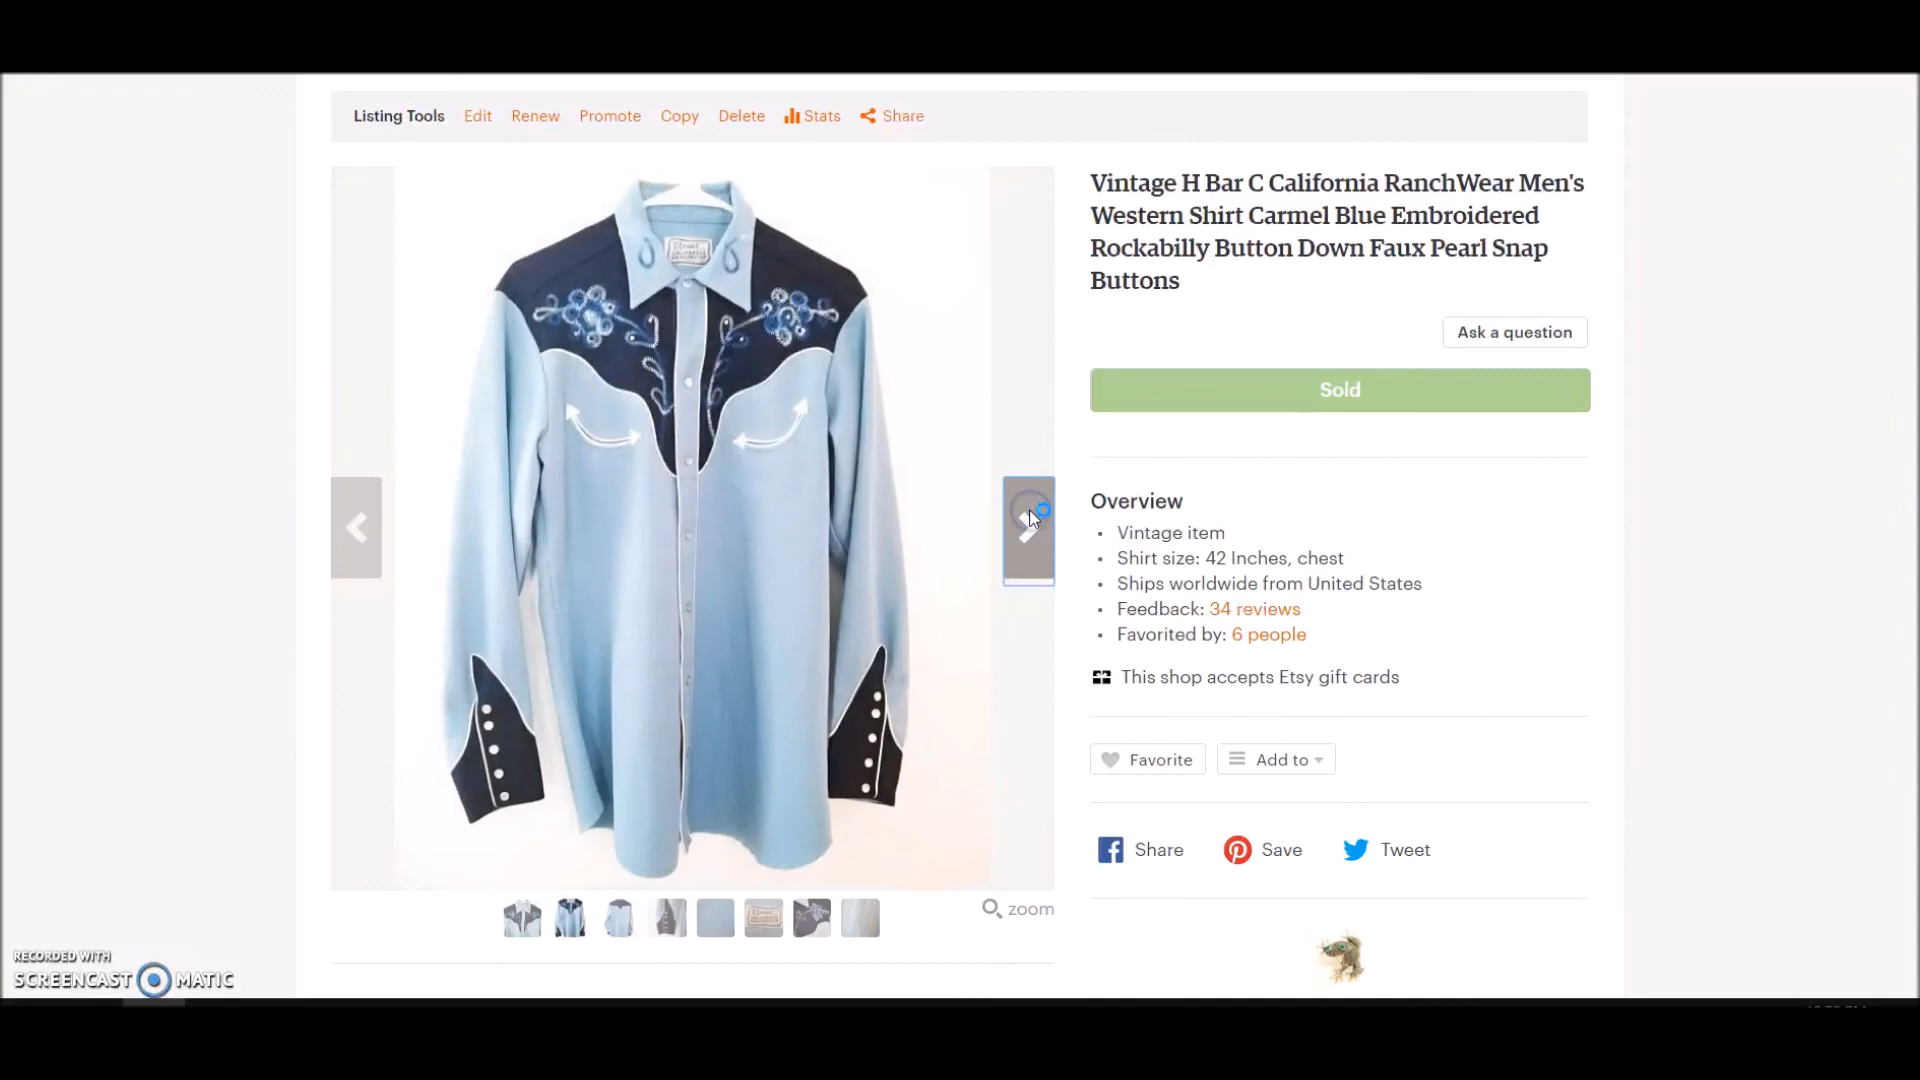 Listing Tools Edit Renew Promote Copy Delete Stats Share
Vintage H Bar C California RanchWear Men's
Western Shirt Carmel Blue Embroidered
Rockabilly Button Down Faux Pearl Snap
Buttons
Ask a question
Sold
Overview
• Vintage item
• Shirt size: 42 Inches, chest
• Ships worldwide from United States
• Feedback: 34 reviews
• Favorited by: 6 people
This shop accepts Etsy gift cards
Favorite Add to
Share Save Tweet
zoom
RECORDED WITH
SCREENCAST MATIC